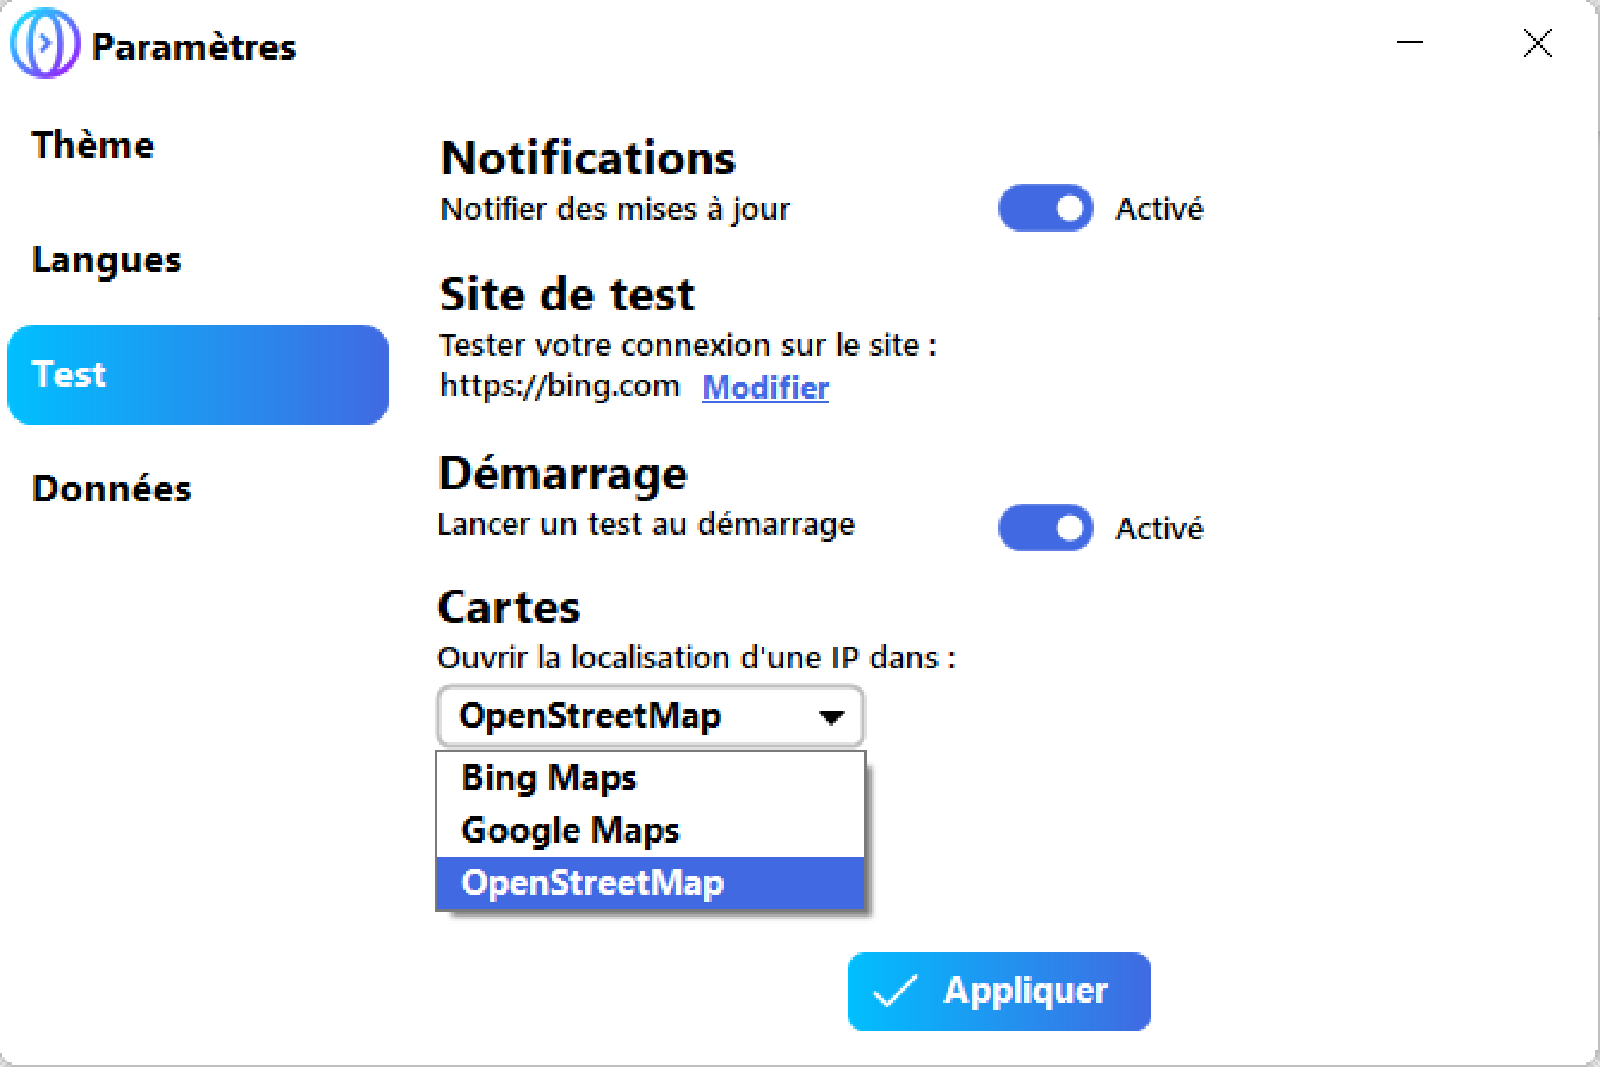 Paramètres
Thème
Langues
Test
Données
Notifications
Notifier des mises à jour
Activé
Site de test
Tester votre connexion sur le site :
https://bing.com Modifier
Démarrage
Lancer un test au démarrage
Activé
Cartes
Ouvrir la localisation d'une IP dans :
OpenStreetMap
Bing Maps
Google Maps
OpenStreetMap
Appliquer